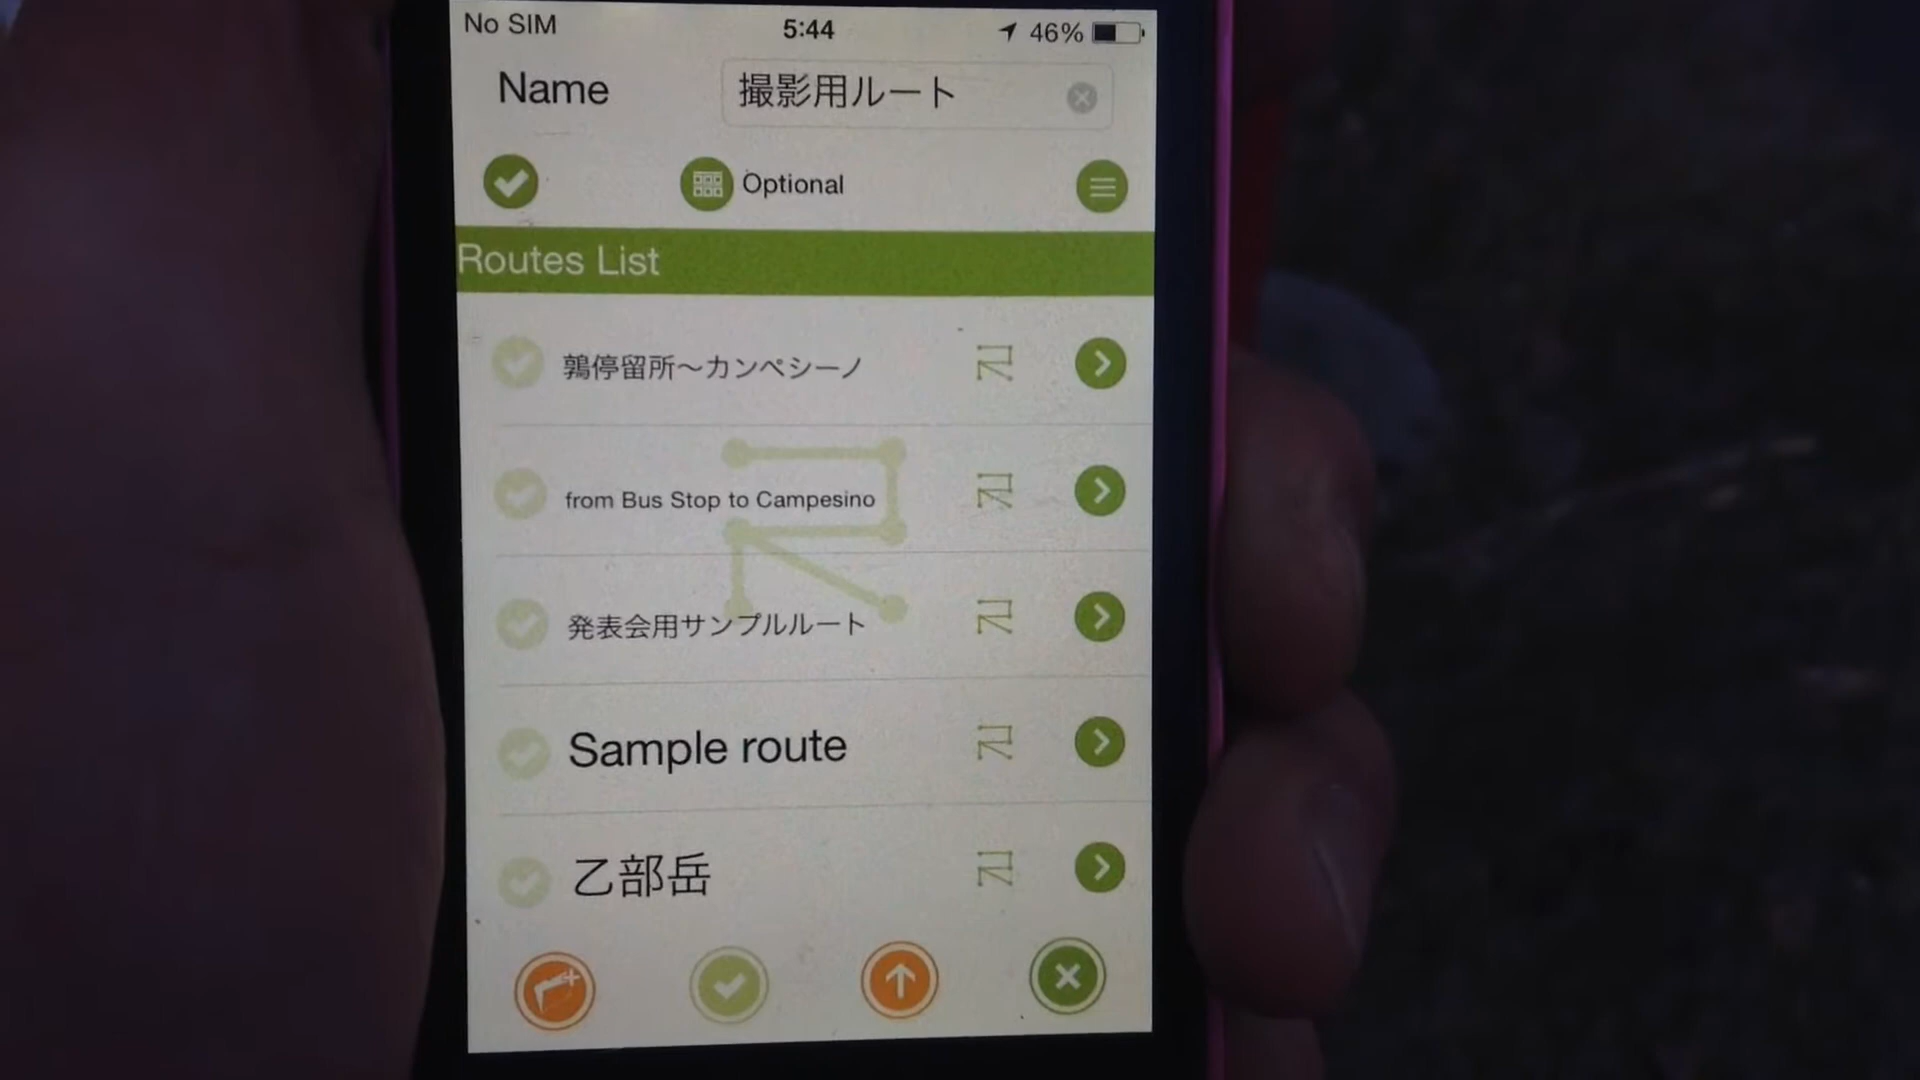 No SIM 5:44 46%
Name 撮影用ルート
Optional
Routes List
鶉停留所～カンペシーノ
from Bus Stop to Campesino
発表会用サンプルルート
Sample route
乙部岳